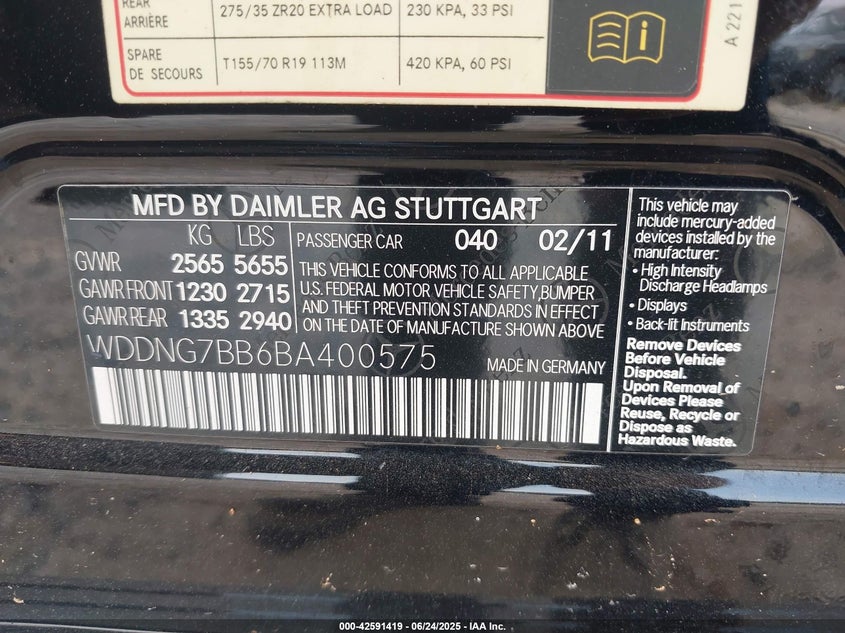 REAR 275/35 ZR20 EXTRA LOAD 230 KPA, 33 PSI
ARRIÈRE
SPARE
DE SECOURS T155/70 R19 113M 420 KPA, 60 PSI
A 221
MFD BY DAIMLER AG STUTTGART
KG LBS PASSENGER CAR 040 02/11
GVWR 2565 5655
GAWR FRONT 1230 2715
GAWR REAR 1335 2940
THIS VEHICLE CONFORMS TO ALL APPLICABLE
U.S. FEDERAL MOTOR VEHICLE SAFETY,BUMPER
AND THEFT PREVENTION STANDARDS IN EFFECT
ON THE DATE OF MANUFACTURE SHOWN ABOVE
WDDNG7BB6BA400575 MADE IN GERMANY
This vehicle may
include mercury-added
devices installed by the
manufacturer:
• High Intensity
Discharge Headlamps
• Displays
• Back-lit Instruments
Remove Devices
Before Vehicle
Disposal.
Upon Removal of
Devices Please
Reuse, Recycle or
Dispose as
Hazardous Waste.
000-42591419 - 06/24/2025 - IAA Inc.